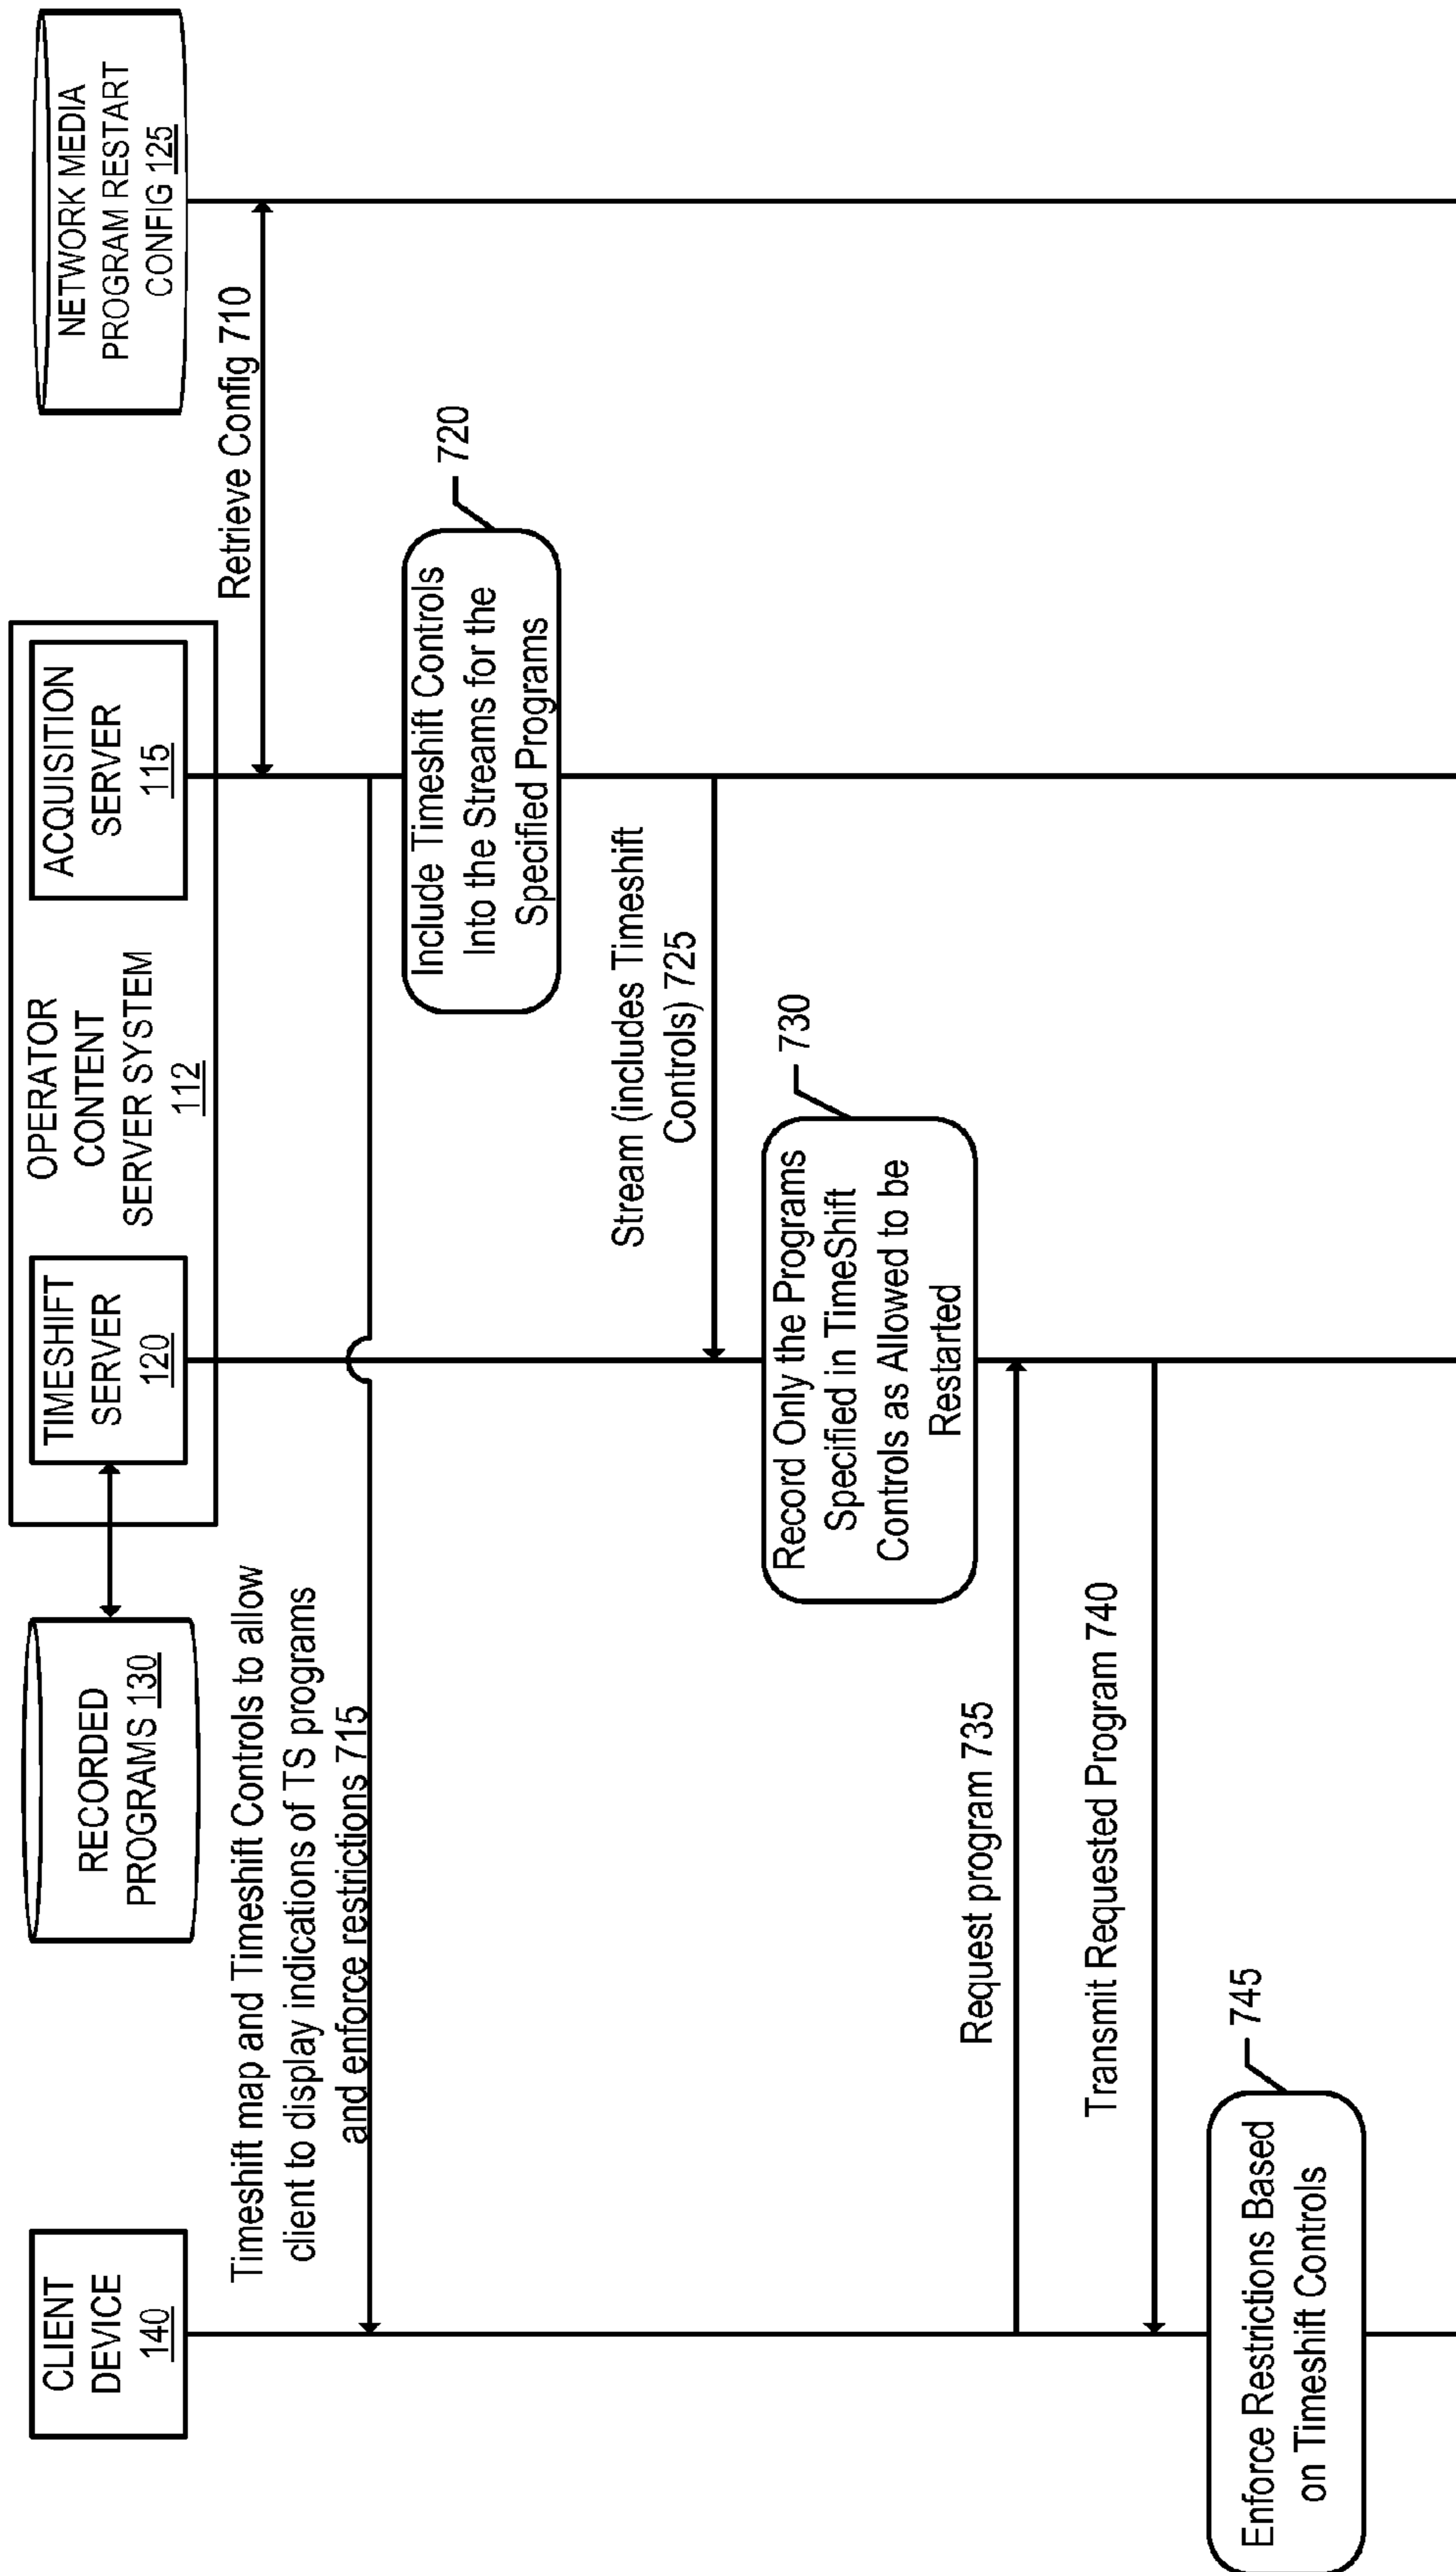 CLIENT
DEVICE
140
RECORDED
PROGRAMS 130
TIMESHIFT
SERVER
120
OPERATOR
CONTENT
SERVER SYSTEM
112
ACQUISITION
SERVER
115
NETWORK MEDIA
PROGRAM RESTART
CONFIG 125
Retrieve Config 710
Timeshift map and Timeshift Controls to allow
client to display indications of TS programs
and enforce restrictions 715
Include Timeshift Controls
Into the Streams for the
Specified Programs
720
Stream (includes Timeshift
Controls) 725
Record Only the Programs
Specified in TimeShift
Controls as Allowed to be
Restarted
730
Request program 735
Transmit Requested Program 740
Enforce Restrictions Based
on Timeshift Controls
745